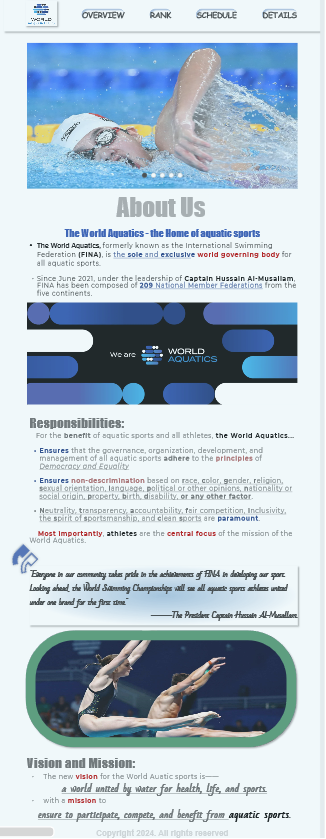 WORLD
OVERVIEW RANK SCHEDULE DETAILS
About Us
The World Aquatics - the Home of aquatic sports
• The World Aquatics, formerly known as the International Swimming
Federation (FINA), is the sole and exclusive world governing body for
all aquatic sports.
- Since June 2021, under the leadership of Captain Hussain Al-Musallam,
FINA has been composed of 209 National Member Federations from the
five continents.
We are WORLD
AQUATICS
Responsibilities:
For the benefit of aquatic sports and all athletes, the World Aquatics...
• Ensures that the governance, organization, development, and
management of all aquatic sports adhere to the principles of
Democracy and Equality
• Ensures non-descrimination based on race, color, gender, religion,
sexual orientation, language, political or other opinions, nationality or
social origin, property, birth, disability, or any other factor.
• Neutrality, transparency, accountability, fair competition, Inclusivity,
the spirit of sportsmanship, and clean sports are paramount.
Most importantly, athletes are the central focus of the mission of the
World Aquatics.
"Everyone in our community takes pride in the achievements of FINA in developing our sport.
Looking ahead, the World Swimming Championships will see all aquatic sports athletes united
under one brand for the first time."
———The President Captain Hussain Al-Musallam
Vision and Mission:
- The new vision for the World Auatic sports is——
a world united by water for health, life, and sports.
- with a mission to
ensure to participate, compete, and benefit from aquatic sports.
Copyright 2024, All rights reserved